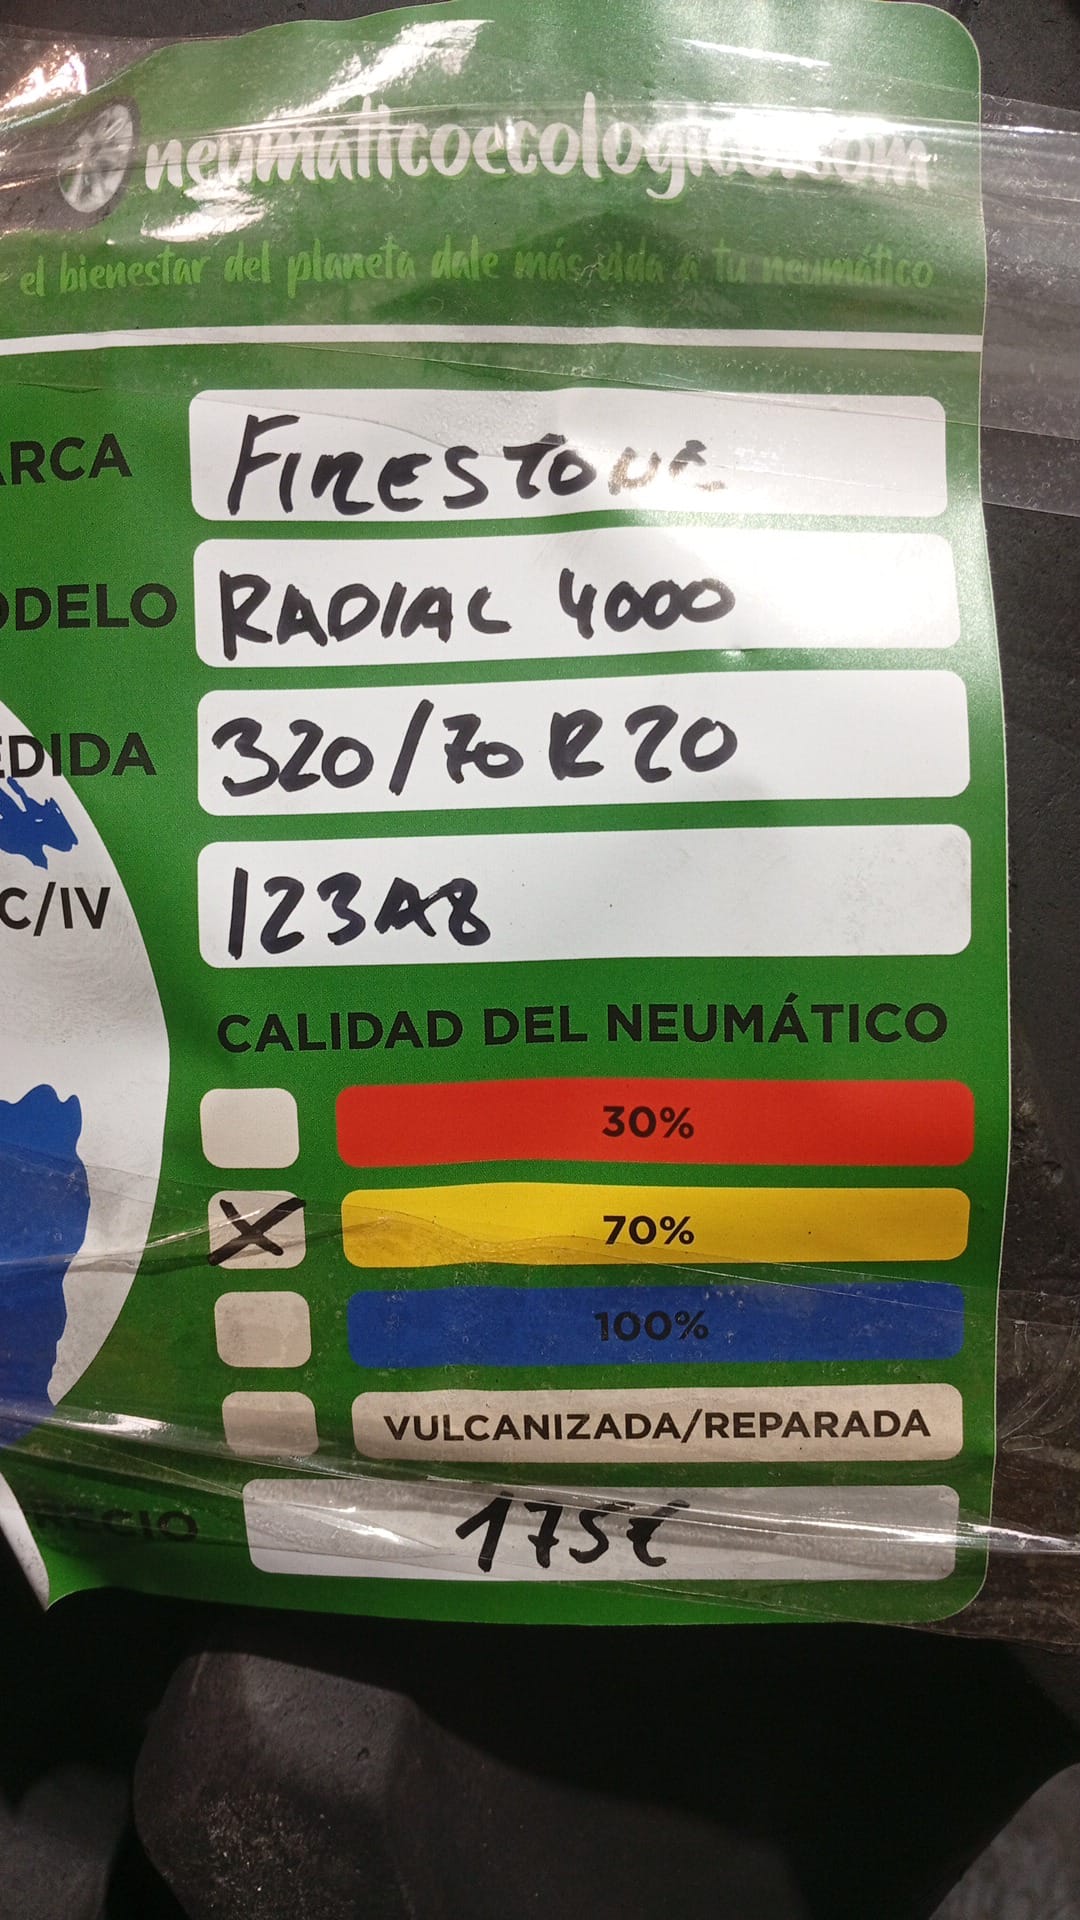 neumaticoecologico.com
el bienestar del planeta dale más vida a tu neumático
ARCA FIRESTONE
ODELO RADIAL 4000
EDIDA 320/70 R 20
C/IV 123A8
CALIDAD DEL NEUMÁTICO
30%
X 70%
100%
VULCANIZADA/REPARADA
RECIO 175€